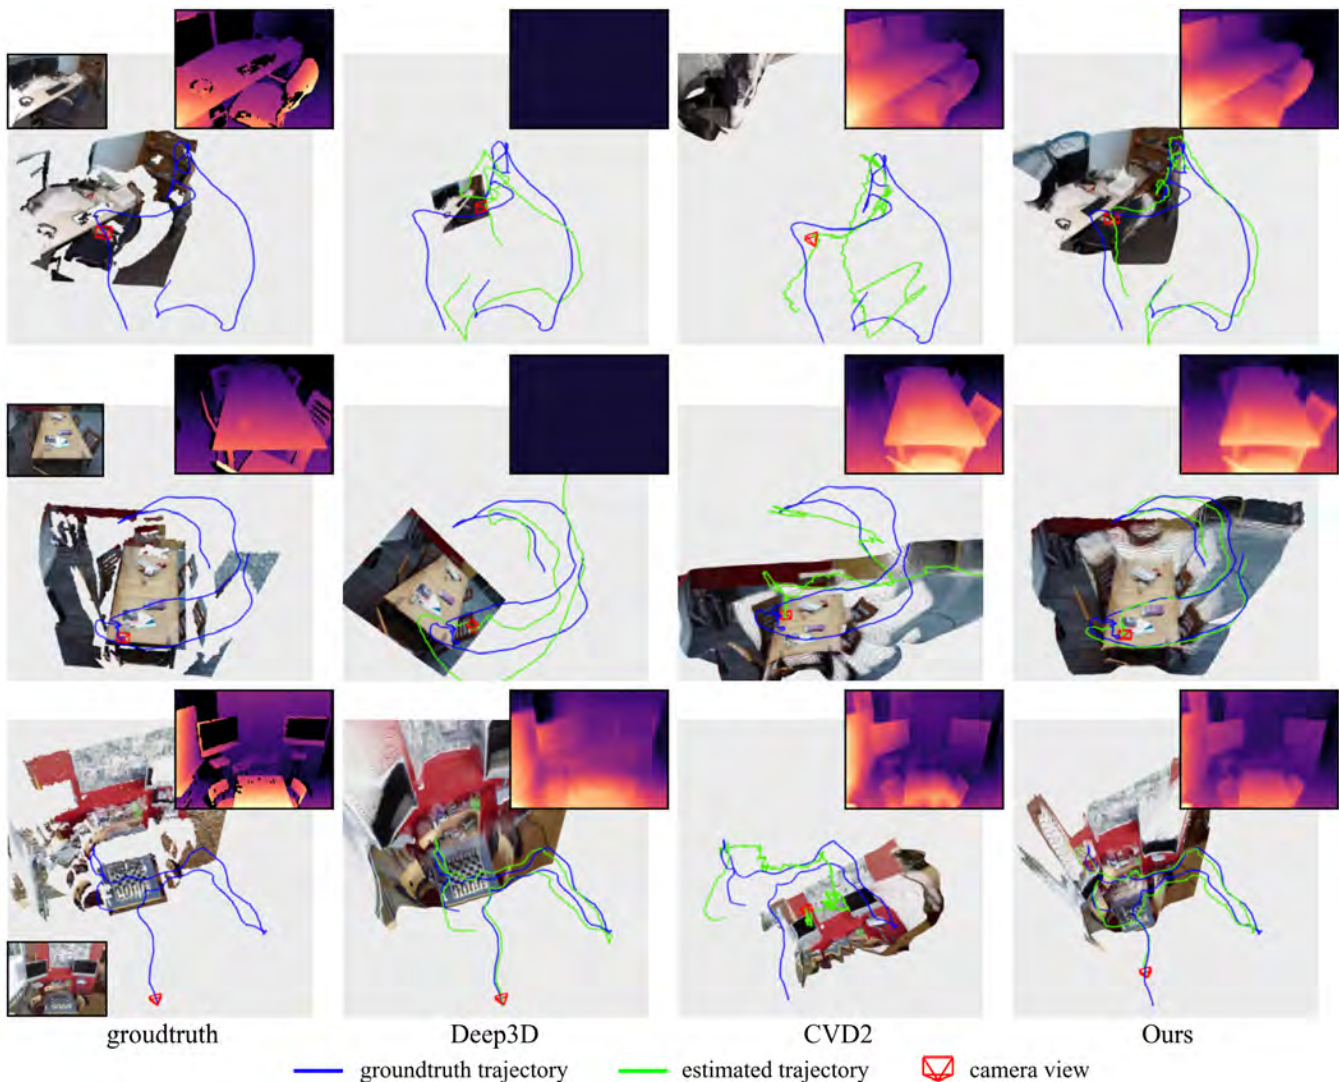 groudtruth
Deep3D
CVD2
Ours
groundtruth trajectory
estimated trajectory
camera view